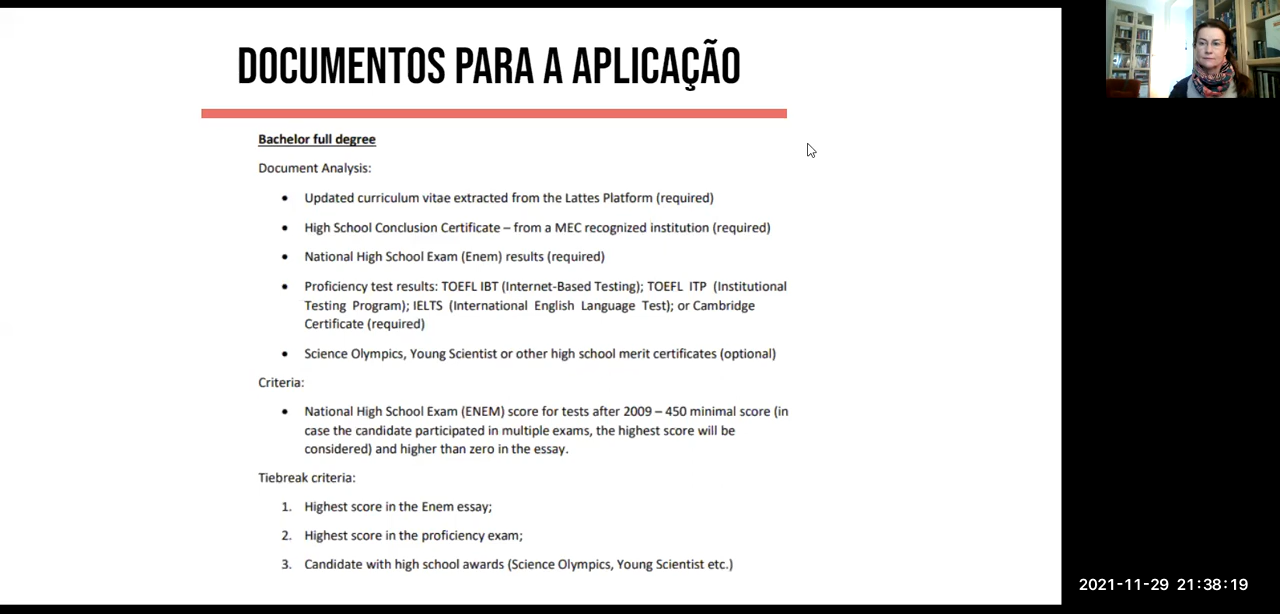 DOCUMENTOS PARA A APLICAÇÃO
Bachelor full degree
Document Analysis:
• Updated curriculum vitae extracted from the Lattes Platform (required)
• High School Conclusion Certificate – from a MEC recognized institution (required)
• National High School Exam (Enem) results (required)
• Proficiency test results: TOEFL IBT (Internet-Based Testing); TOEFL ITP (Institutional
Testing Program); IELTS (International English Language Test); or Cambridge
Certificate (required)
• Science Olympics, Young Scientist or other high school merit certificates (optional)
Criteria:
• National High School Exam (ENEM) score for tests after 2009 – 450 minimal score (in
case the candidate participated in multiple exams, the highest score will be
considered) and higher than zero in the essay.
Tiebreak criteria:
1. Highest score in the Enem essay;
2. Highest score in the proficiency exam;
3. Candidate with high school awards (Science Olympics, Young Scientist etc.)
2021-11-29 21:38:19